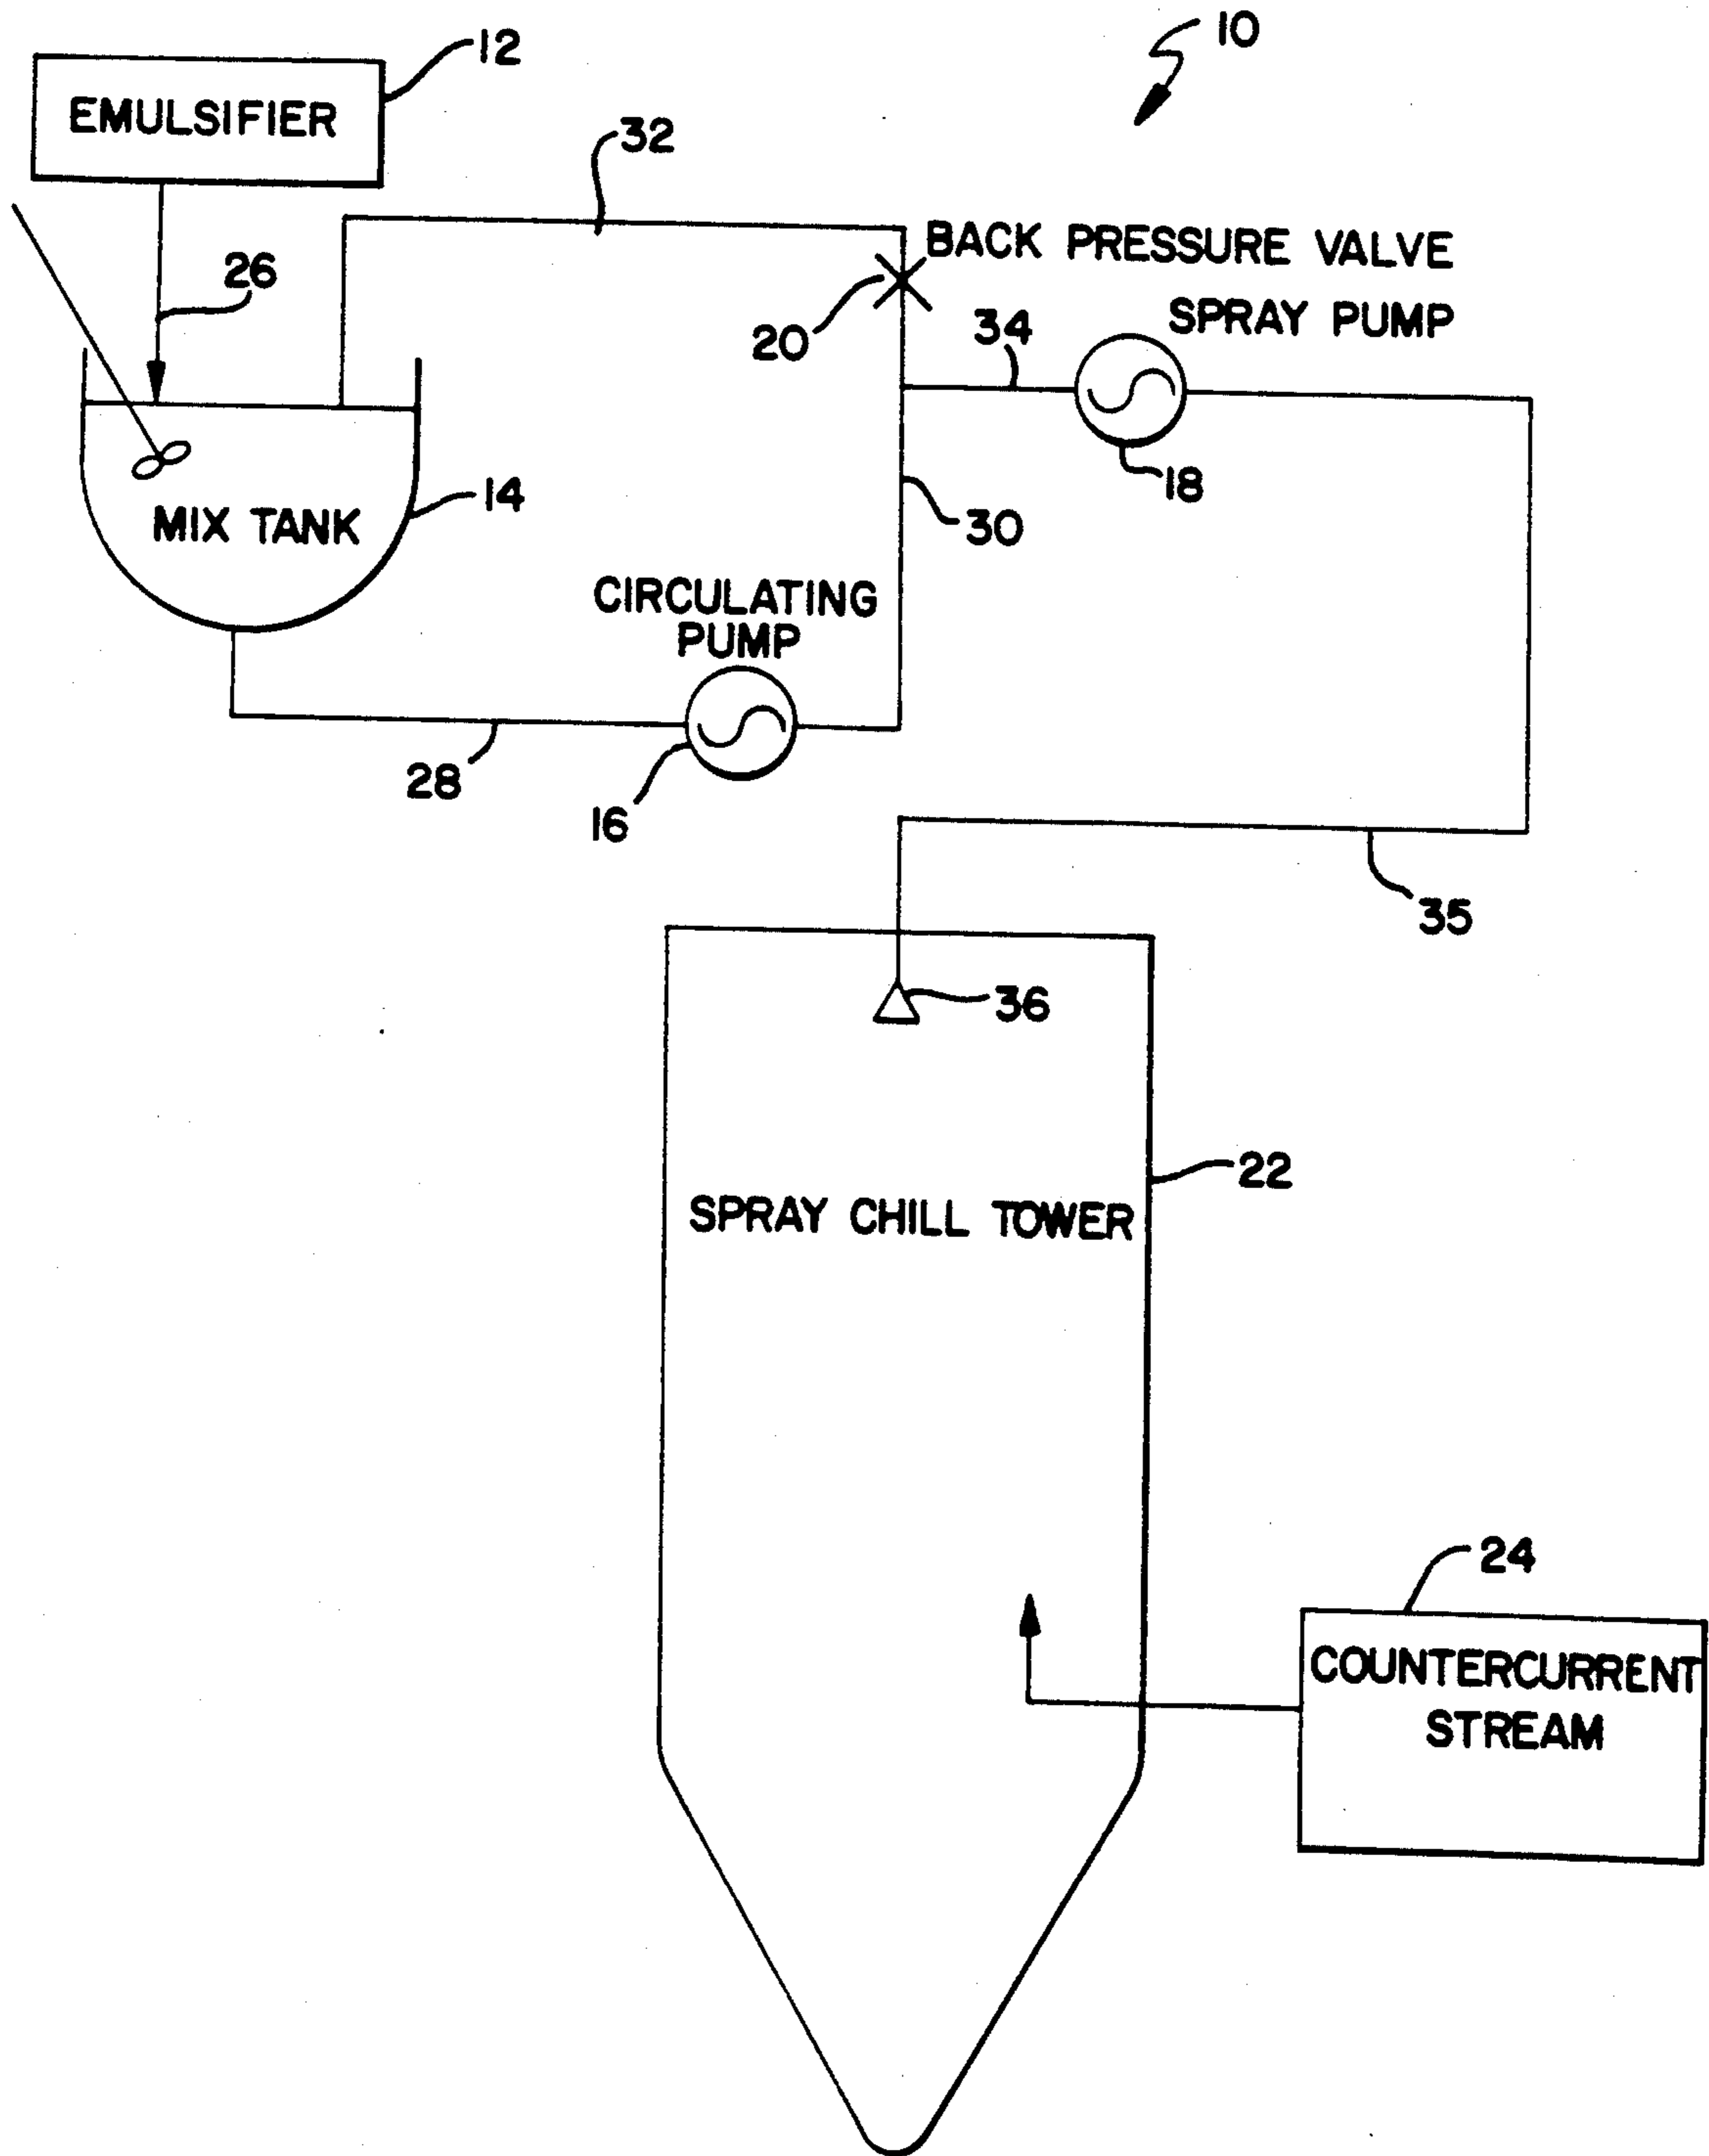 10
12
EMULSIFIER
32
26
BACK PRESSURE VALVE
20
34
SPRAY PUMP
18
14
MIX TANK
30
CIRCULATING
PUMP
28
16
35
36
22
SPRAY CHILL TOWER
24
COUNTERCURRENT
STREAM